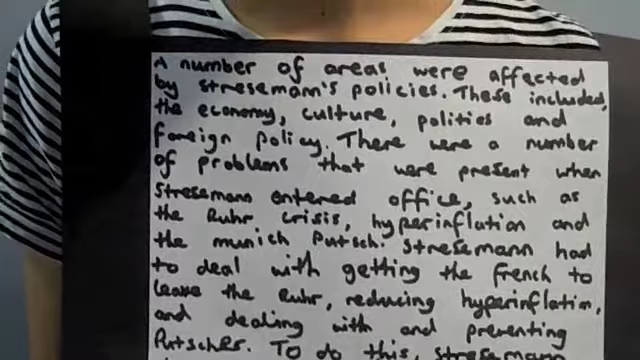 A number of areas were affected
by Stresemann's policies. These included,
the economy, culture, politics and
foreign policy. There were a number
of problems that were present when
Stresemann entered office, such as
the Ruhr crisis, hyperinflation and
the munich Putsch. Stresemann had
to deal with getting the french to
leave the Ruhr, reducing hyperinflation,
and dealing with and preventing
Putsches. To do this, Stresemann